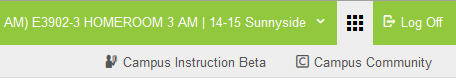 AM) E3902-3 HOMEROOM 3 AM | 14-15 Sunnyside Log Off
Campus Instruction Beta C Campus Community